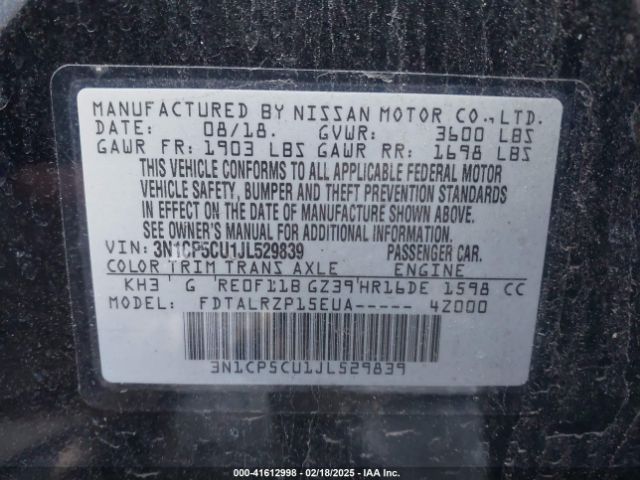 MANUFACTURED BY NISSAN MOTOR CO., LTD.
DATE: 08/18. GVWR: 3600 LBS
GAWR FR: 1903 LBS GAWR RR: 1698 LBS
THIS VEHICLE CONFORMS TO ALL APPLICABLE FEDERAL MOTOR
VEHICLE SAFETY, BUMPER AND THEFT PREVENTION STANDARDS
IN EFFECT ON THE DATE OF MANUFACTURE SHOWN ABOVE.
SEE OWNER'S MANUAL FOR ADDITIONAL INFORMATION.
VIN: 3N1CP5CU1JL529839 PASSENGER CAR.
COLOR TRIM TRANS AXLE ENGINE
KH3 G RE0F11B GZ39 HR16DE 1598 CC
MODEL: FDTALRZP15EUA----- 4Z000
3N1CP5CU1JL529839
000-41612998 - 02/18/2025 - IAA Inc.